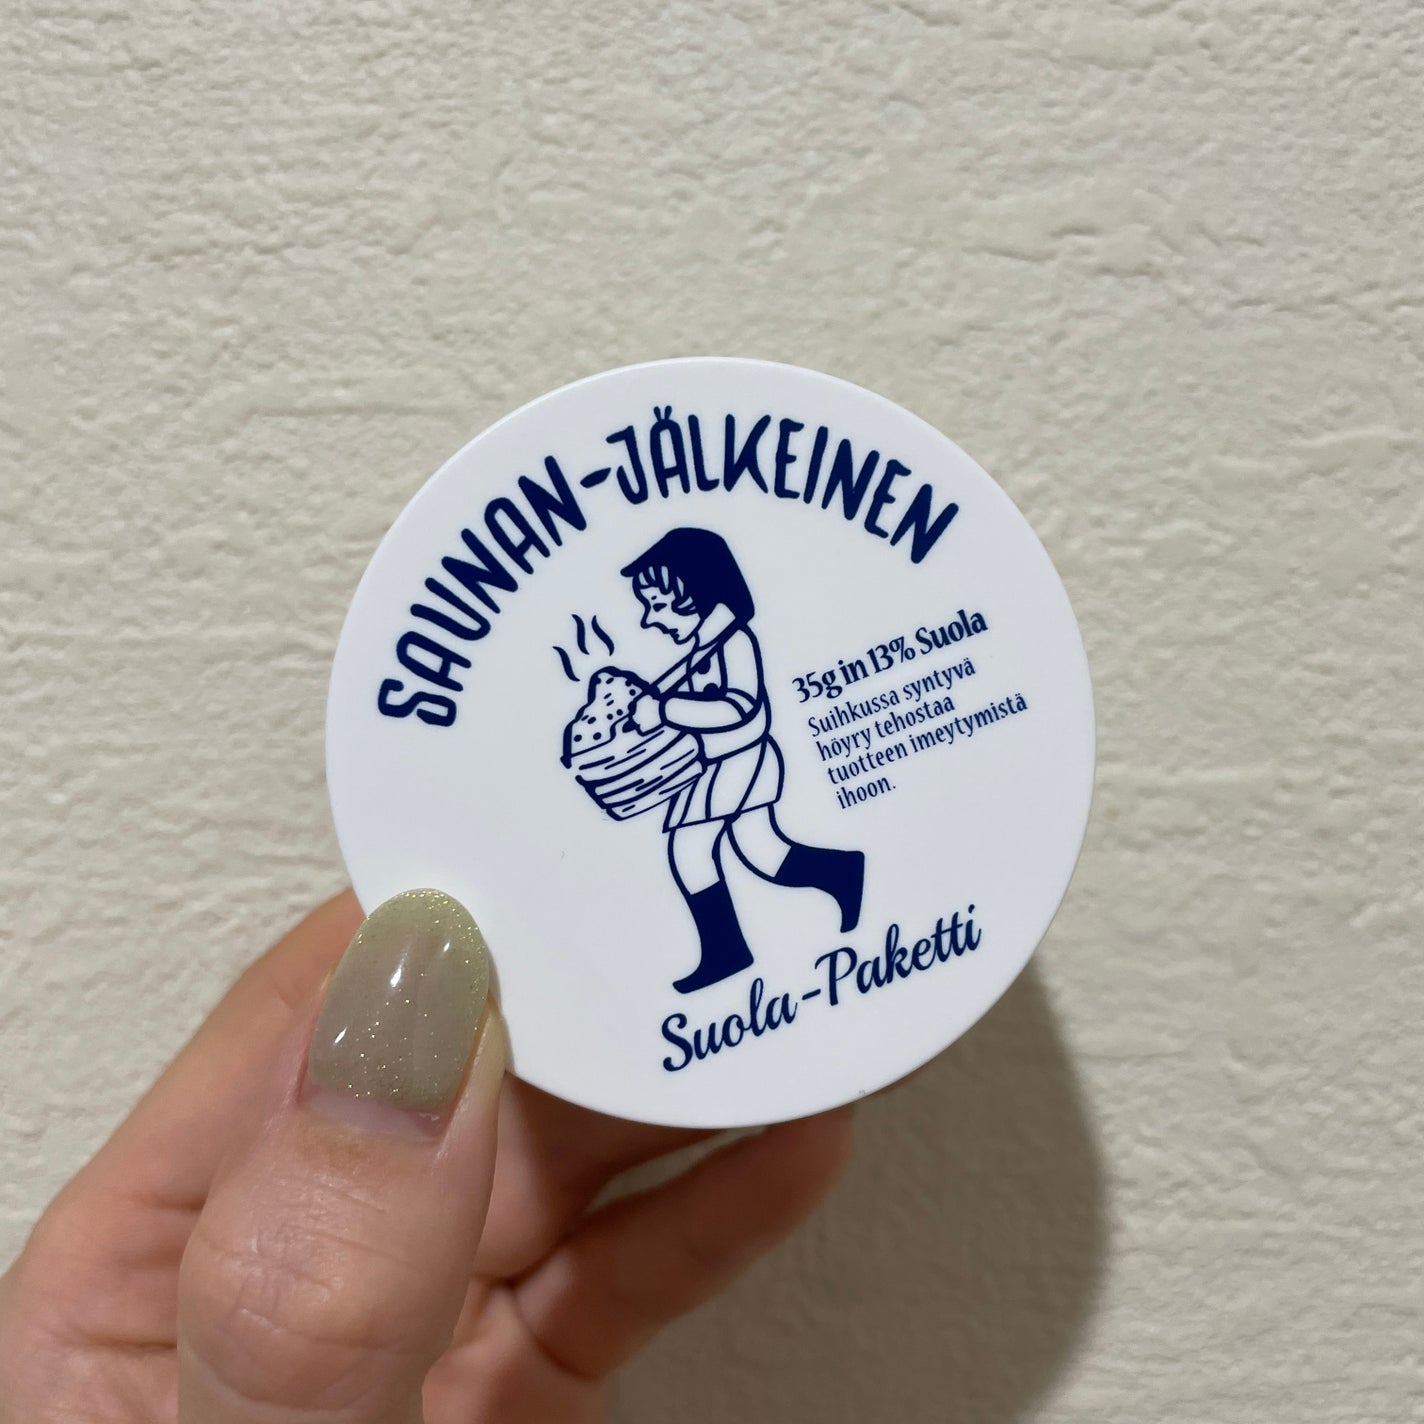 SAUNAN-JÄLKEINEN
35g in 13% Suola
Suihkussa syntyvä
höyry tehostaa
tuotteen imeytymistä
ihoon.
Suola-Paketti